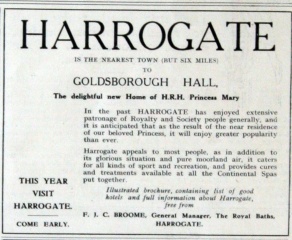 HARROGATE
IS THE NEAREST TOWN (BUT SIX MILES)
TO
GOLDSBOROUGH HALL,
The delightful new Home of H.R.H. Princess Mary
In the past HARROGATE has enjoyed extensive
patronage of Royalty and Society people generally, and
it is anticipated that as the result of the near residence
of our beloved Princess, it will enjoy greater popularity
than ever.
Harrogate appeals to most people, as in addition to
its glorious situation and pure moorland air, it caters
for all kinds of sport and recreation, and provides cures
and treatments available at all the Continental Spas
put together.
THIS YEAR
VISIT
HARROGATE.
COME EARLY.
Illustrated brochure, containing list of good
hotels and full information about Harrogate,
free from
F. J. C. BROOME, General Manager, The Royal Baths,
HARROGATE.